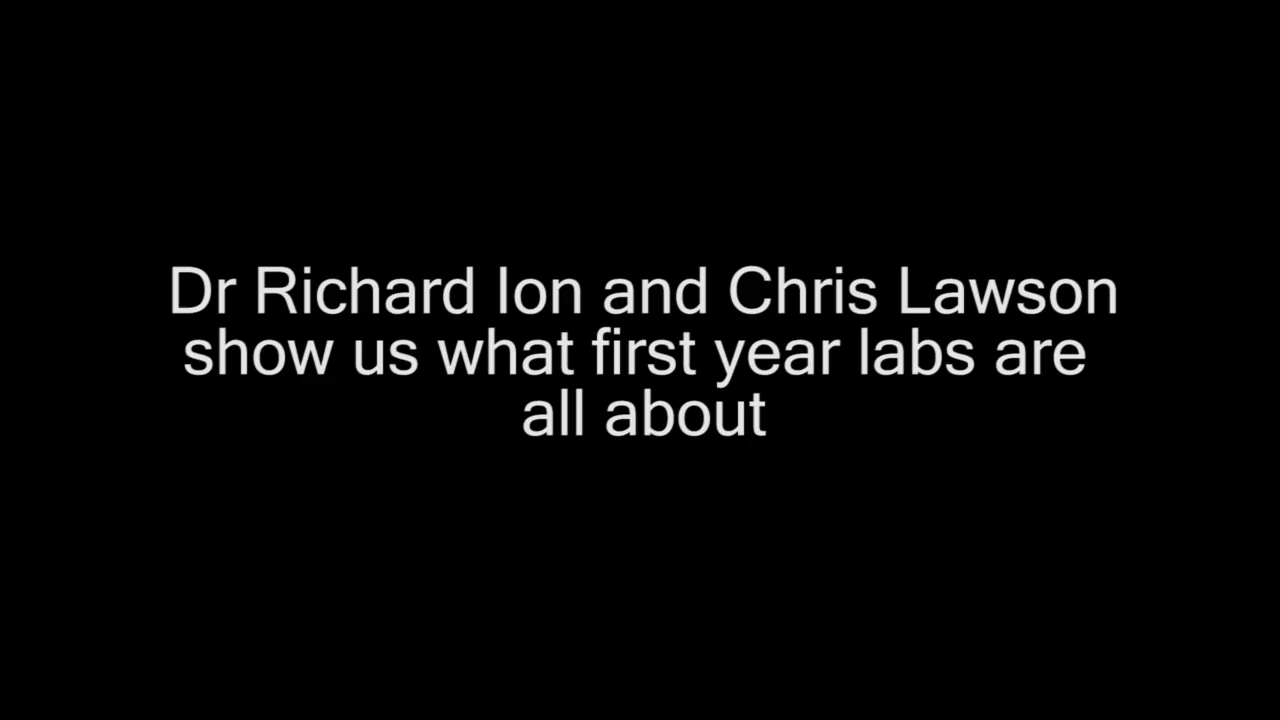 Dr Richard Ion and Chris Lawson
show us what first year labs are
all about